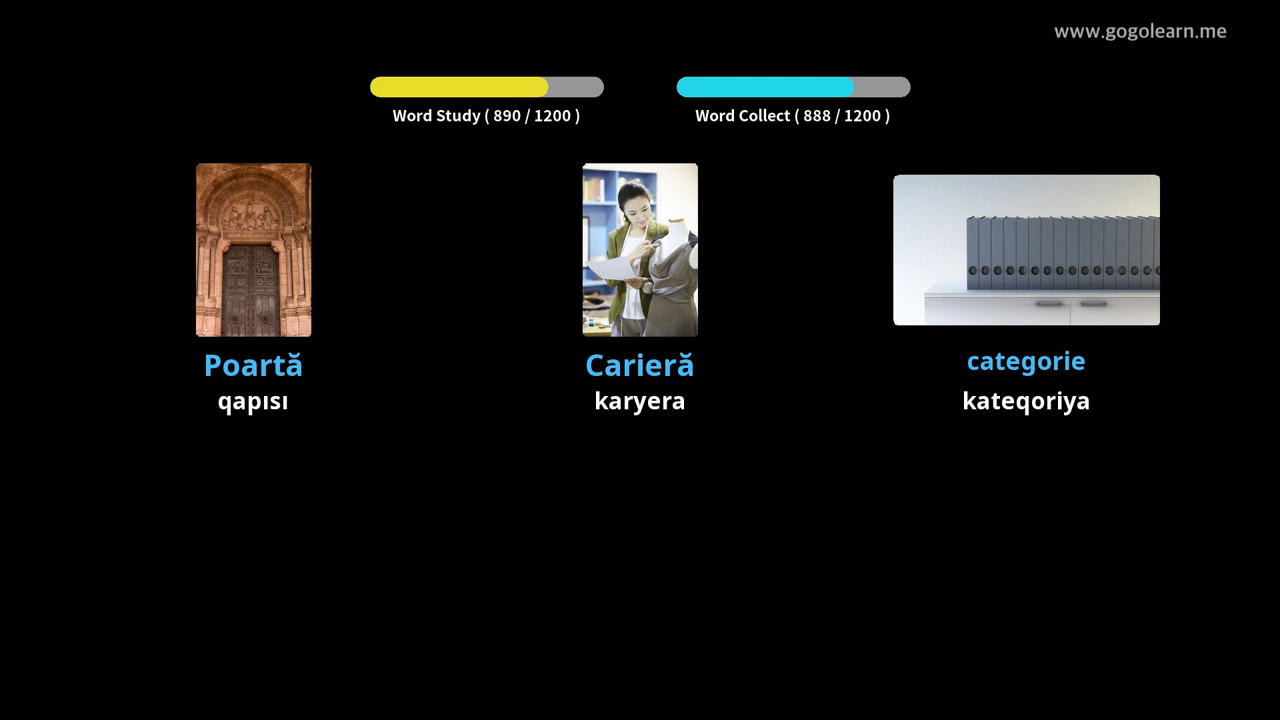 www.gogolearn.me
Word Study ( 890 / 1200 )
Word Collect ( 888 / 1200 )
Poartă
qapısı
Carieră
karyera
categorie
kateqoriya